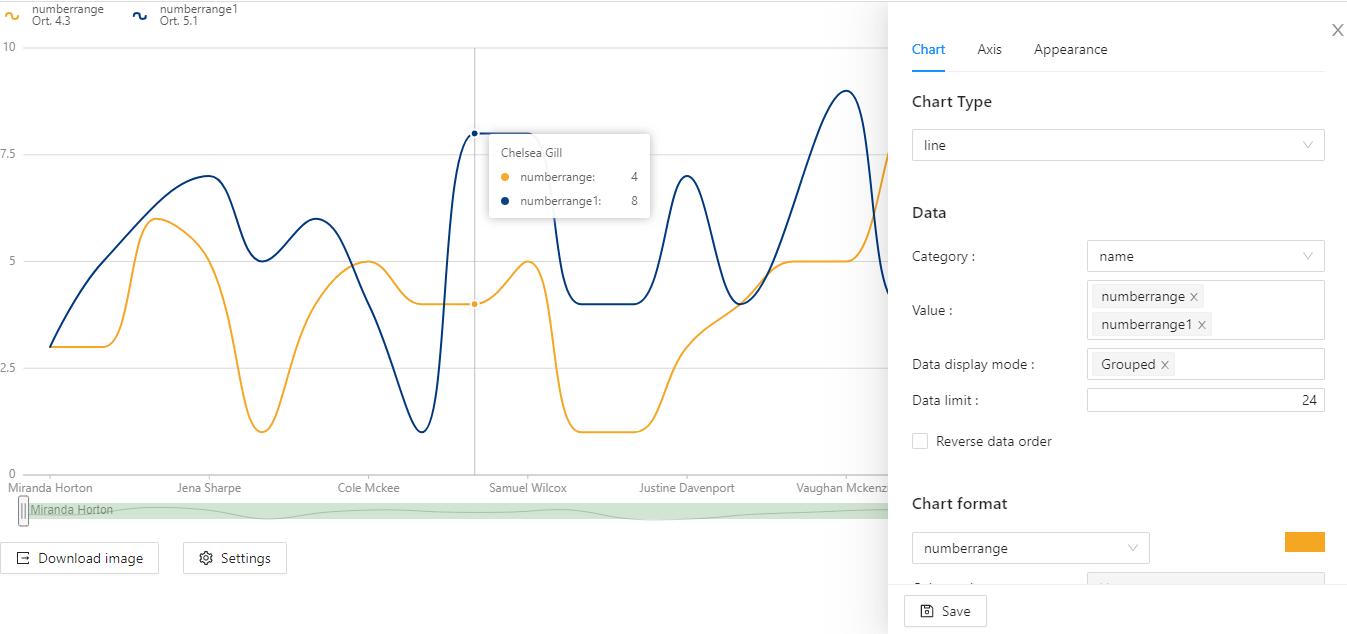 numberrange
Ort. 4.3
numberrange1
Ort. 5.1
10
7.5
5
2.5
0
Chelsea Gill
numberrange: 4
numberrange1: 8
Miranda Horton
Jena Sharpe
Cole Mckee
Samuel Wilcox
Justine Davenport
Vaughan Mckenz
Miranda Horton
Download image
Settings
Chart
Axis
Appearance
Chart Type
line
Data
Category :
name
Value :
numberrange
numberrange1
Data display mode :
Grouped
Data limit :
24
Reverse data order
Chart format
numberrange
Save